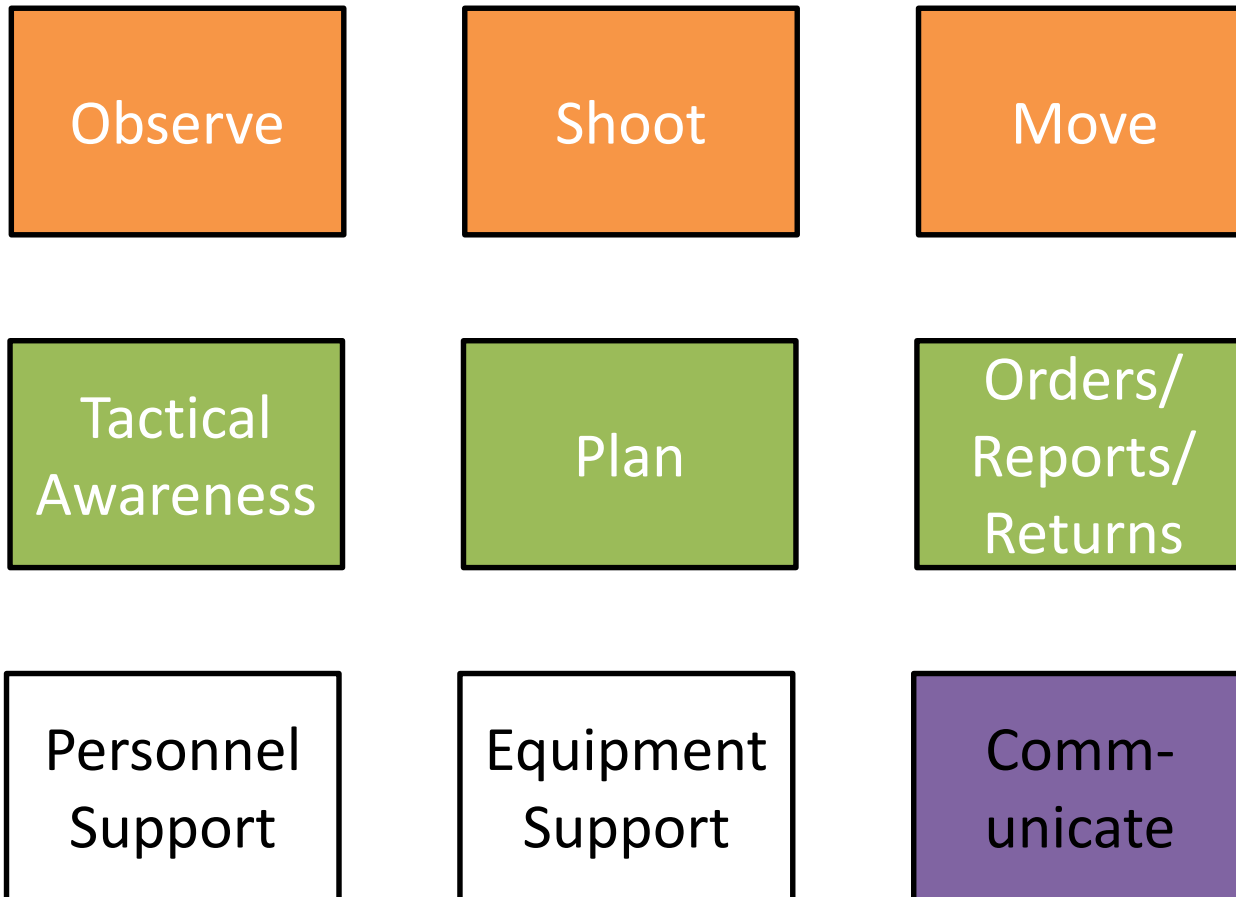 Observe
Shoot
Move
Tactical
Awareness
Plan
Orders/
Reports/
Returns
Personnel
Support
Equipment
Support
Comm-
unicate